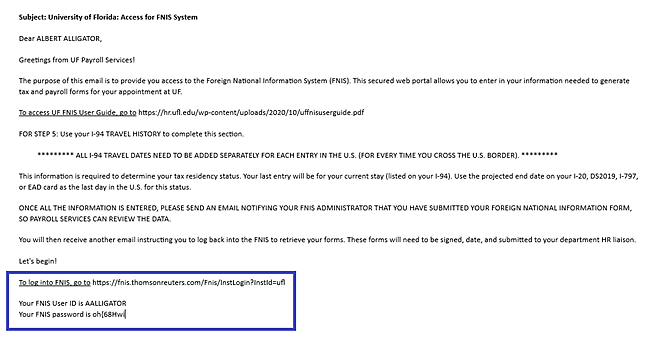 Subject: University of Florida: Access for FNIS System
Dear ALBERT ALLIGATOR,
Greetings from UF Payroll Services!
The purpose of this email is to provide you access to the Foreign National Information System (FNIS). This secured web portal allows you to enter in your information needed to generate
tax and payroll forms for your appointment at UF.
To access UF FNIS User Guide, go to https://hr.ufl.edu/wp-content/uploads/2020/10/uffnisuserguide.pdf
FOR STEP 5: Use your I-94 TRAVEL HISTORY to complete this section.
********* ALL I-94 TRAVEL DATES NEED TO BE ADDED SEPARATELY FOR EACH ENTRY IN THE U.S. (FOR EVERY TIME YOU CROSS THE U.S. BORDER). *********
This information is required to determine your tax residency status. Your last entry will be for your current stay (listed on your I-94). Use the projected end date on your I-20, DS2019, I-797,
or EAD card as the last day in the U.S. for this status.
ONCE ALL THE INFORMATION IS ENTERED, PLEASE SEND AN EMAIL NOTIFYING YOUR FNIS ADMINISTRATOR THAT YOU HAVE SUBMITTED YOUR FOREIGN NATIONAL INFORMATION FORM,
SO PAYROLL SERVICES CAN REVIEW THE DATA.
You will then receive another email instructing you to log back into the FNIS to retrieve your forms. These forms will need to be signed, date, and submitted to your department HR liaison.
Let's begin!
To log into FNIS, go to https://fnis.thomsonreuters.com/Fnis/InstLogin?InstId=ufl
Your FNIS User ID is AALLIGATOR
Your FNIS password is oh{68Hwi